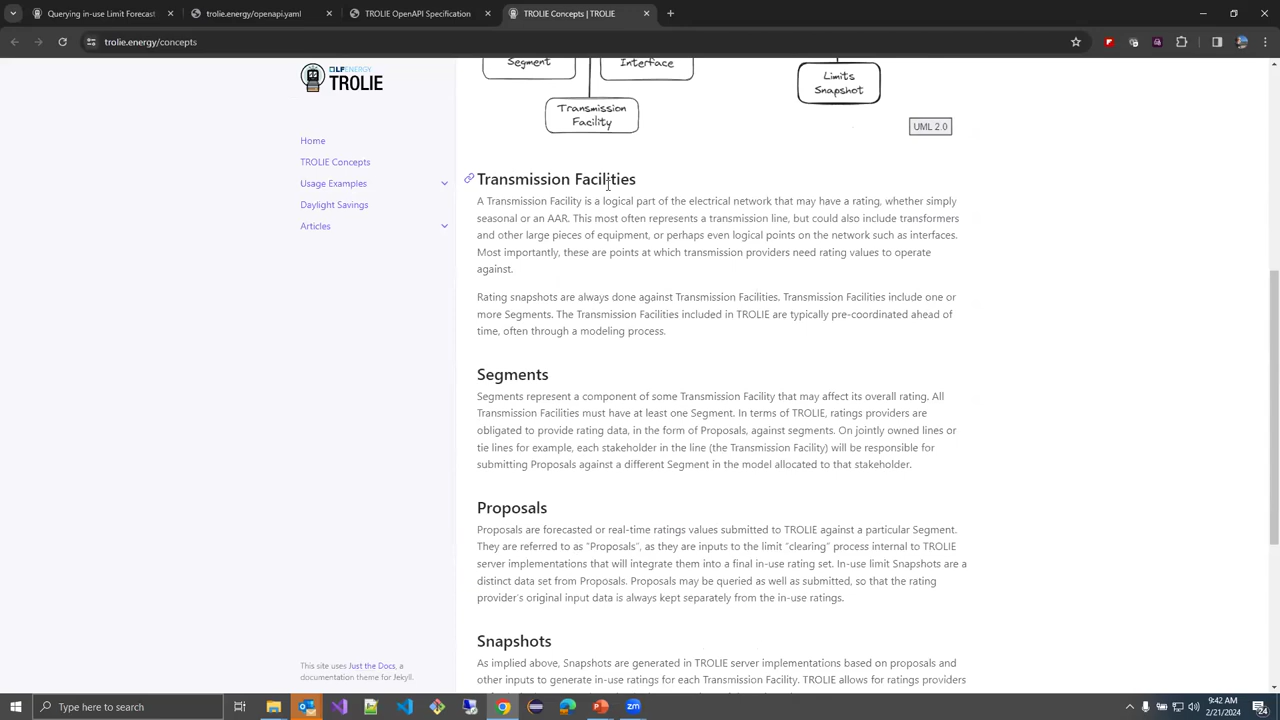 Querying in-use Limit Forecast
trolie.energy/openapi.yaml
TROLIE OpenAPI Specification
TROLIE Concepts | TROLIE
trolie.energy/concepts
LFENERGY
TROLIE
Home
TROLIE Concepts
Usage Examples
Daylight Savings
Articles
This site uses Just the Docs, a
documentation theme for Jekyll.
Segment
Interface
Transmission
Facility
Limits
Snapshot
UML 2.0
Transmission Facilities
A Transmission Facility is a logical part of the electrical network that may have a rating, whether simply
seasonal or an AAR. This most often represents a transmission line, but could also include transformers
and other large pieces of equipment, or perhaps even logical points on the network such as interfaces.
Most importantly, these are points at which transmission providers need rating values to operate
against.
Rating snapshots are always done against Transmission Facilities. Transmission Facilities include one or
more Segments. The Transmission Facilities included in TROLIE are typically pre-coordinated ahead of
time, often through a modeling process.
Segments
Segments represent a component of some Transmission Facility that may affect its overall rating. All
Transmission Facilities must have at least one Segment. In terms of TROLIE, ratings providers are
obligated to provide rating data, in the form of Proposals, against segments. On jointly owned lines or
tie lines for example, each stakeholder in the line (the Transmission Facility) will be responsible for
submitting Proposals against a different Segment in the model allocated to that stakeholder.
Proposals
Proposals are forecasted or real-time ratings values submitted to TROLIE against a particular Segment.
They are referred to as "Proposals", as they are inputs to the limit "clearing" process internal to TROLIE
server implementations that will integrate them into a final in-use rating set. In-use limit Snapshots are a
distinct data set from Proposals. Proposals may be queried as well as submitted, so that the rating
provider's original input data is always kept separately from the in-use ratings.
Snapshots
As implied above, Snapshots are generated in TROLIE server implementations based on proposals and
other inputs to generate in-use ratings for each Transmission Facility. TROLIE allows for ratings providers
Type here to search
9:42 AM
2/21/2024
24